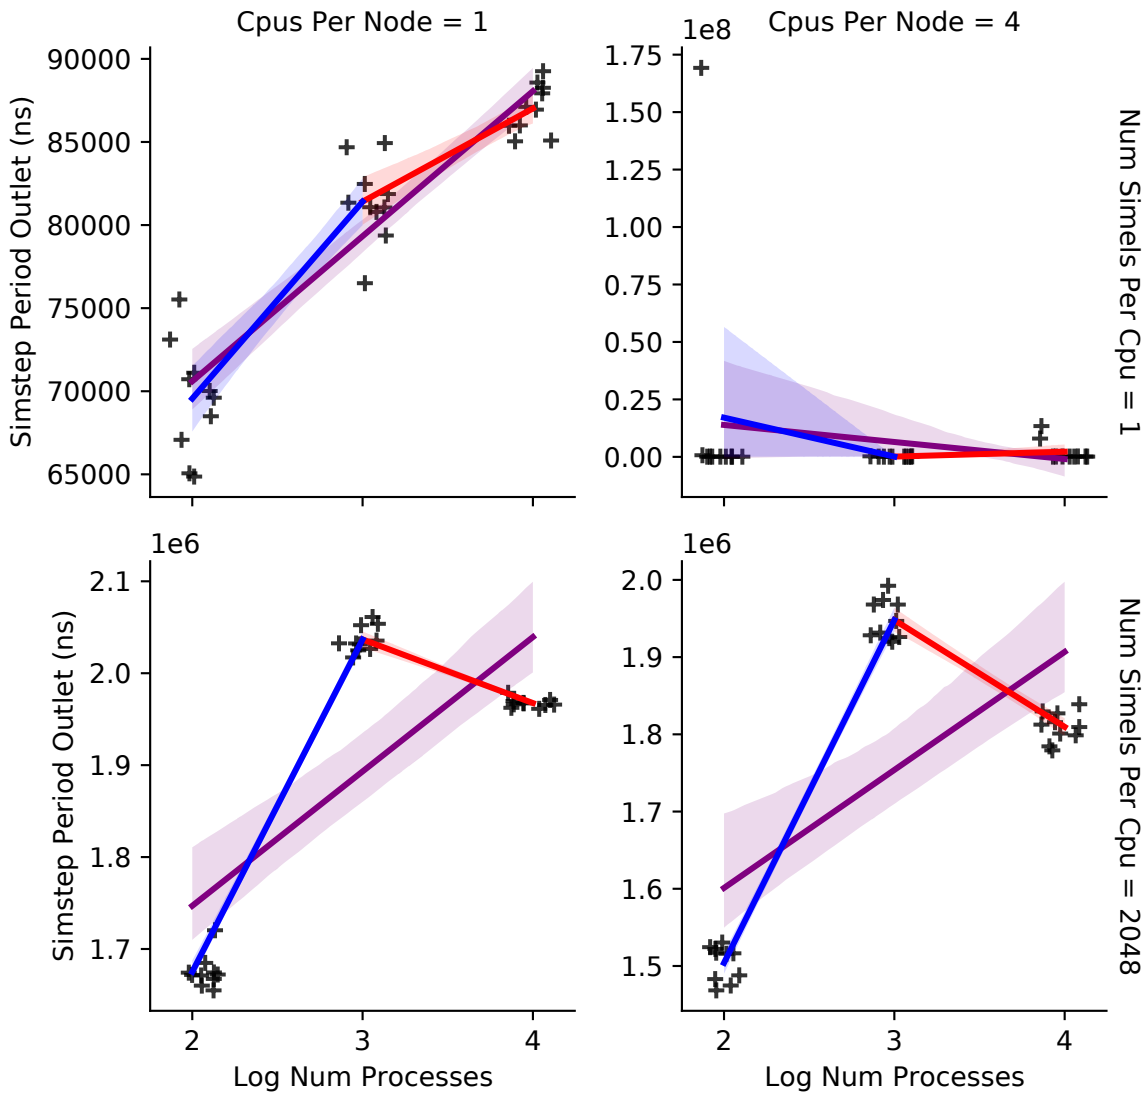 Cpus Per Node = 1
Cpus Per Node = 4
1e8
Simstep Period Outlet (ns)
90000
85000
80000
75000
70000
65000
1.75
1.50
1.25
1.00
0.75
0.50
0.25
0.00
Num Simels Per Cpu = 1
1e6
1e6
Simstep Period Outlet (ns)
2.1
2.0
1.9
1.8
1.7
2.0
1.9
1.8
1.7
1.6
1.5
Num Simels Per Cpu = 2048
2
3
4
2
3
4
Log Num Processes
Log Num Processes